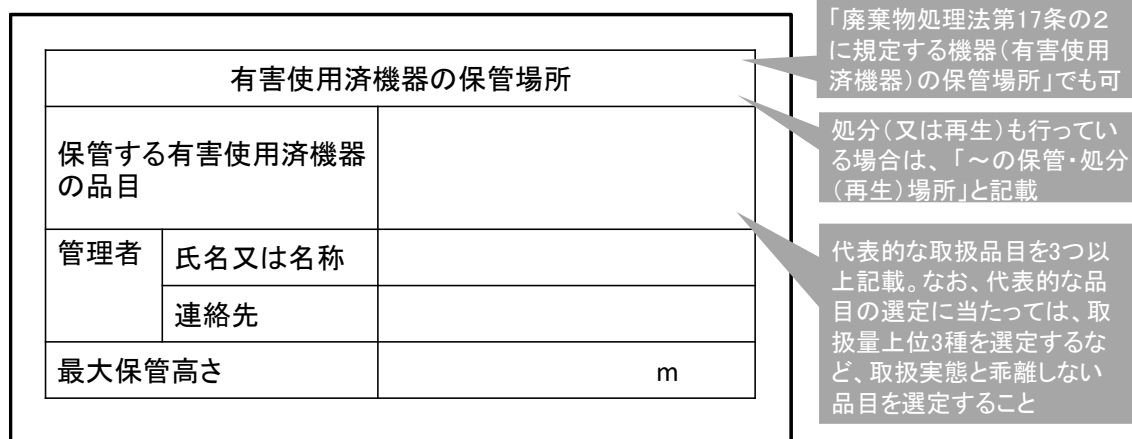 有害使用済機器の保管場所
保管する有害使用済機器
の品目
管理者
氏名又は名称
連絡先
最大保管高さ
m
「廃棄物処理法第17条の2
に規定する機器(有害使用
済機器)の保管場所」でも可
処分(又は再生)も行ってい
る場合は、「～の保管・処分
(再生)場所」と記載
代表的な取扱品目を3つ以
上記載。なお、代表的な品
目の選定に当たっては、取
扱量上位3種を選定するな
ど、取扱実態と乖離しない
品目を選定すること